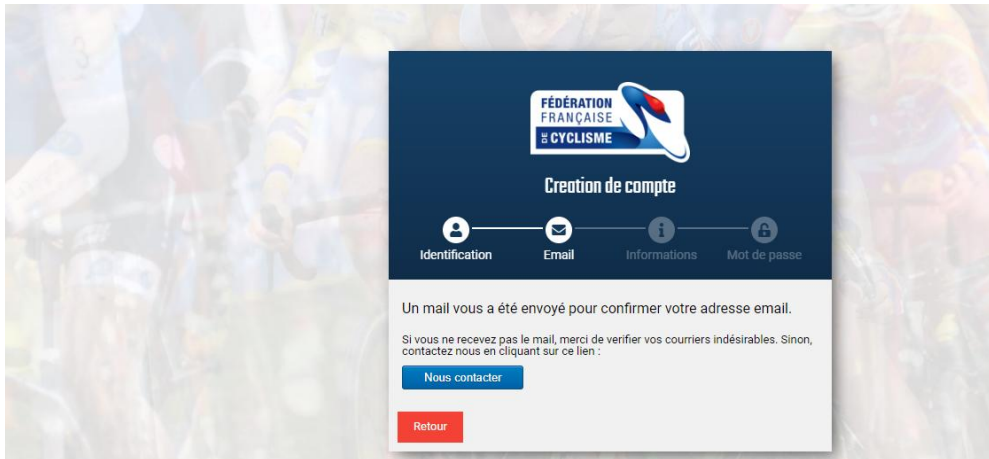 FÉDÉRATION
FRANÇAISE
DE CYCLISME
Creation de compte
Identification Email Informations Mot de passe
Un mail vous a été envoyé pour confirmer votre adresse email.
Si vous ne recevez pas le mail, merci de verifier vos courriers indésirables. Sinon,
contactez nous en cliquant sur ce lien :
Nous contacter
Retour